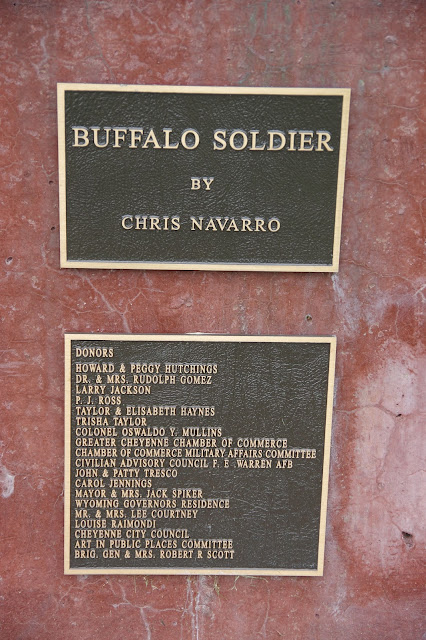 BUFFALO SOLDIER
BY
CHRIS NAVARRO
DONORS
HOWARD & PEGGY HUTCHINGS
DR. & MRS. RUDOLPH GOMEZ
LARRY JACKSON
P. J. ROSS
TAYLOR & ELISABETH HAYNES
TRISHA TAYLOR
COLONEL OSWALDO Y. MULLINS
GREATER CHEYENNE CHAMBER OF COMMERCE
CHAMBER OF COMMERCE MILITARY AFFAIRS COMMITTEE
CIVILIAN ADVISORY COUNCIL F. E. WARREN AFB
JOHN & PATTY TRESCO
CAROL JENNINGS
MAYOR & MRS. JACK SPIKER
WYOMING GOVERNORS RESIDENCE
MR. & MRS. LEE COURTNEY
LOUISE RAIMONDI
CHEYENNE CITY COUNCIL
ART IN PUBLIC PLACES COMMITTEE
BRIG. GEN & MRS. ROBERT R SCOTT